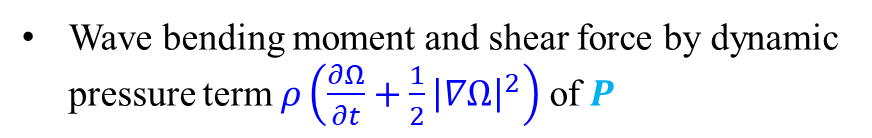 • Wave bending moment and shear force by dynamic
pressure term ρ(∂Ω/∂t + 1/2|∇Ω|²) of P